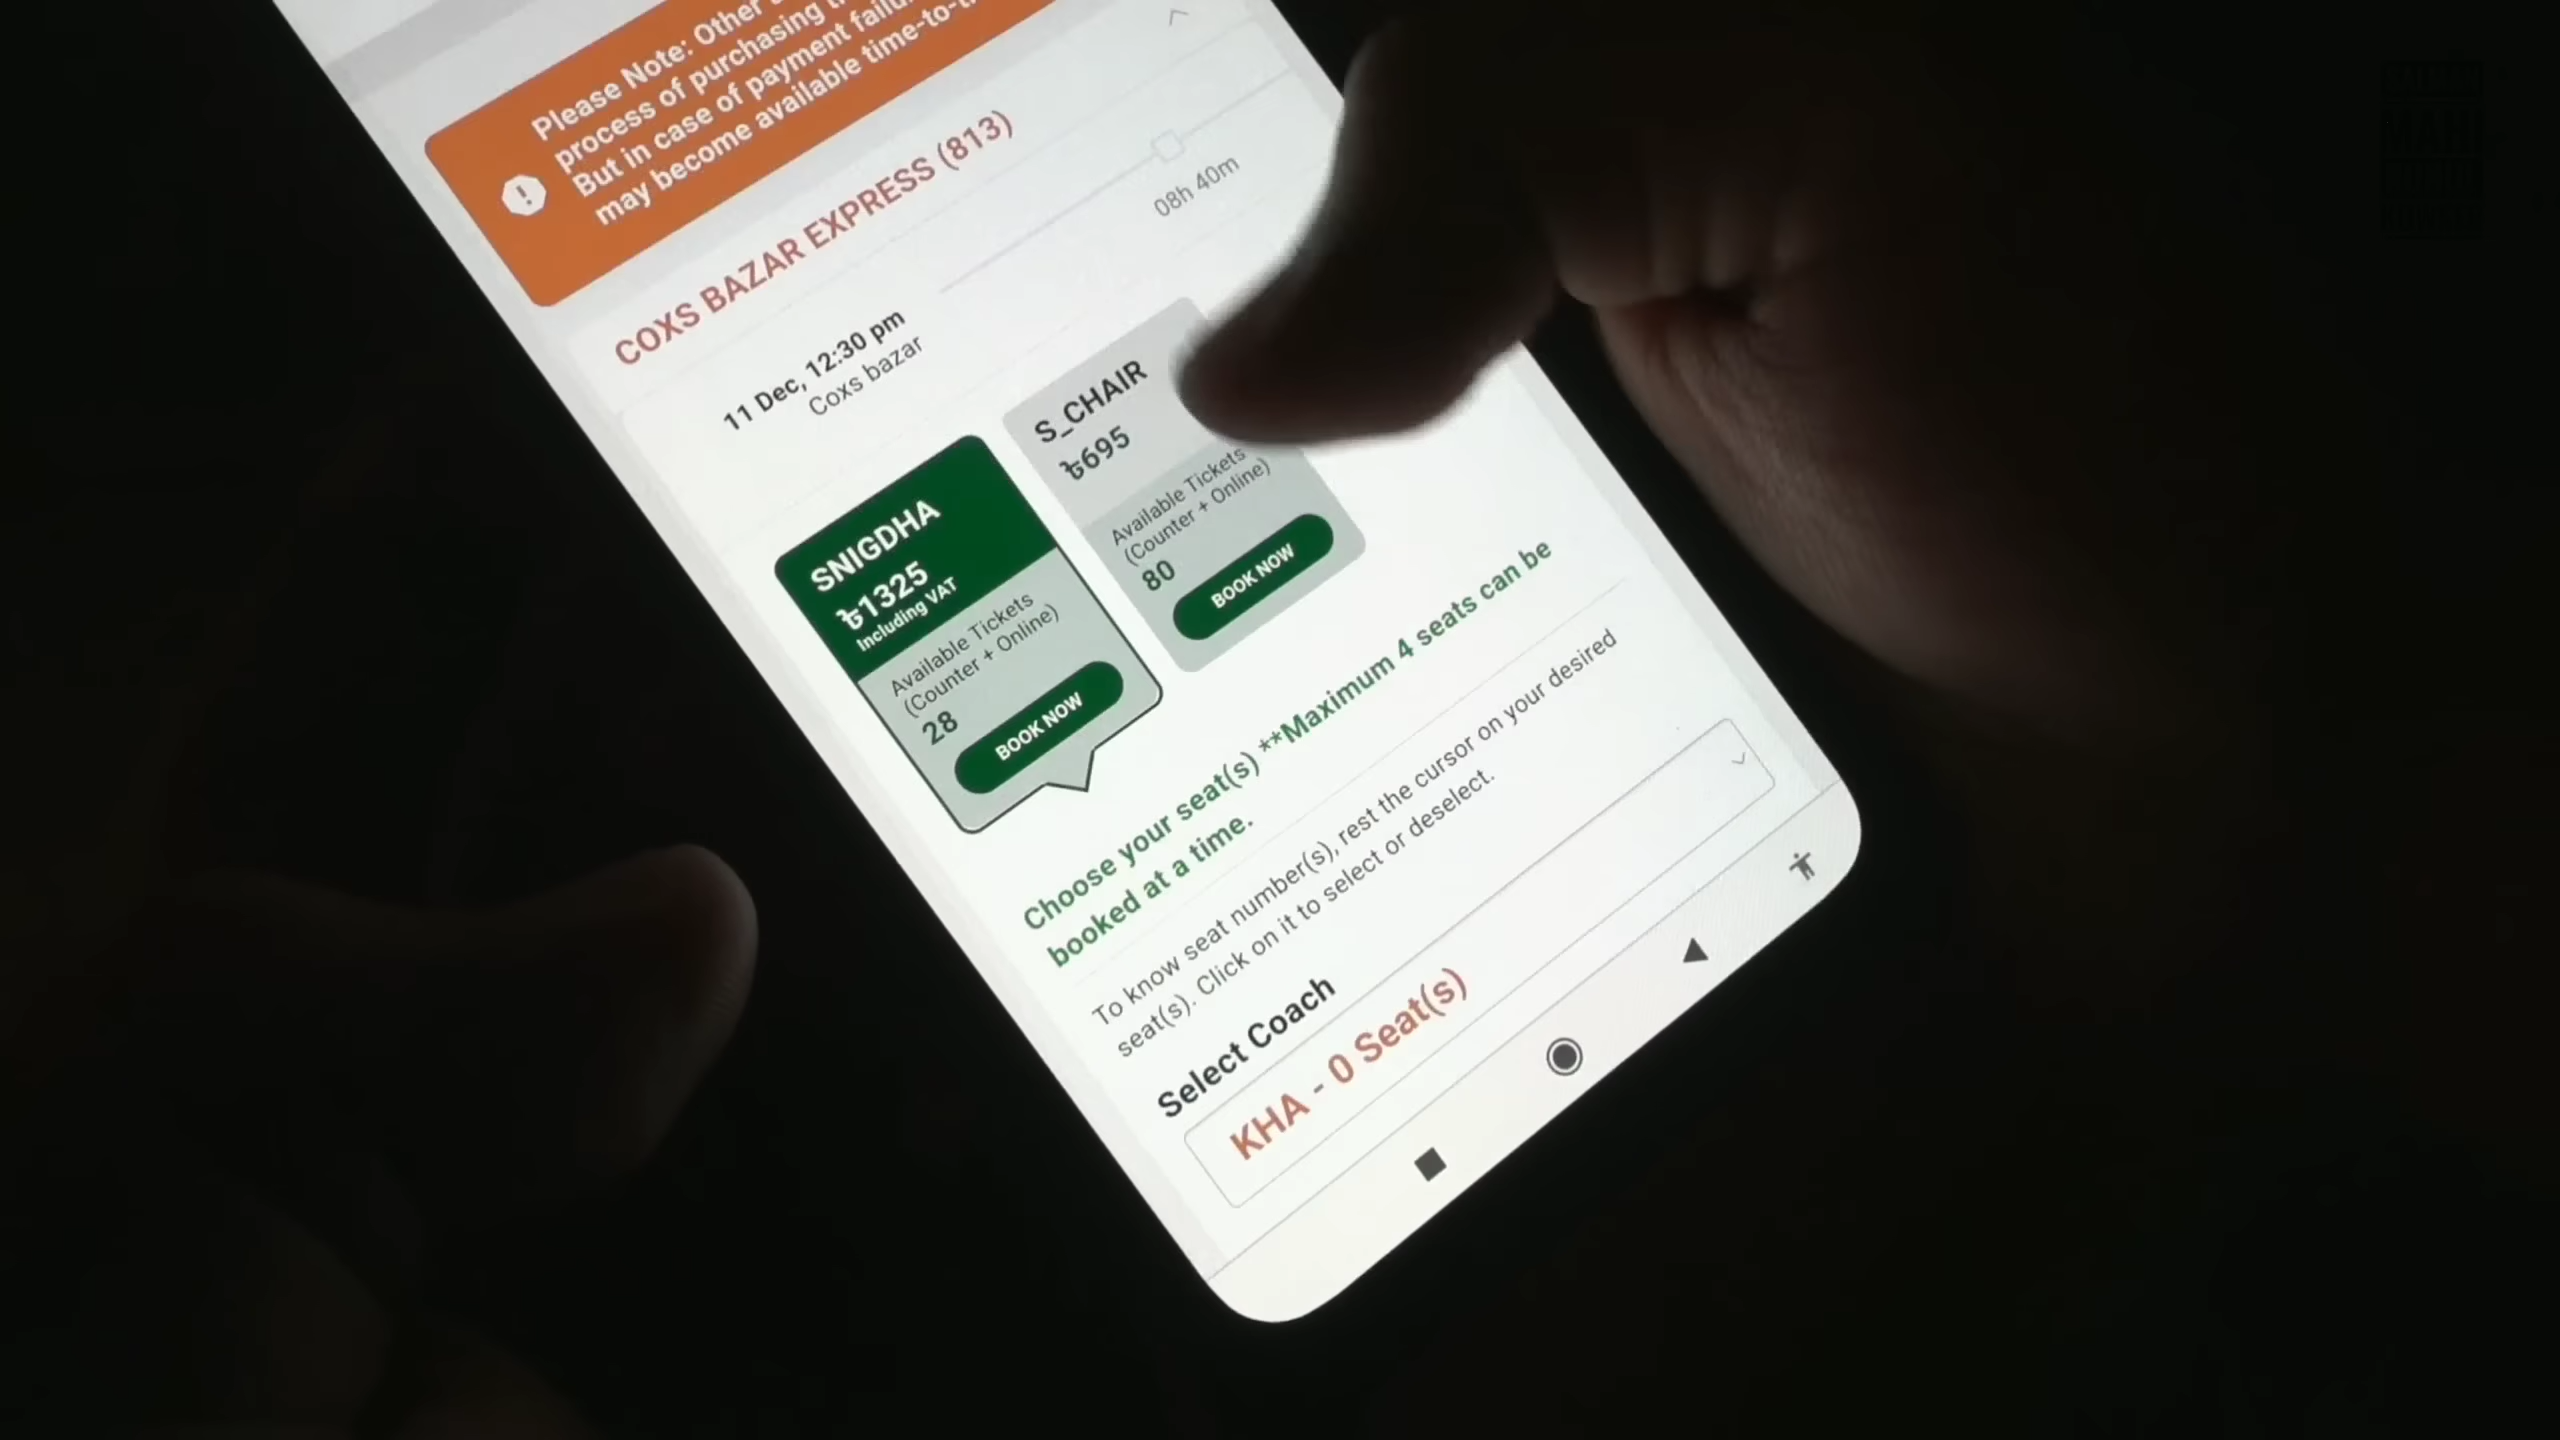 Please Note: Other
process of purchasing
But in case of payment
may become available
COXS BAZAR EXPRESS (813)
08h 40m
11 Dec, 12:30 pm
Coxs bazar
SNIGDHA
৳1325
Including VAT
Available Tickets
(Counter + Online)
28
BOOK NOW
S_CHAIR
৳695
Available Tickets
(Counter + Online)
80
BOOK NOW
Choose your seat(s) **Maximum 4 seats can be
booked at a time.
To know seat number(s), rest the cursor on your desired
seat(s). Click on it to select or deselect.
Select Coach
KHA - 0 Seat(s)